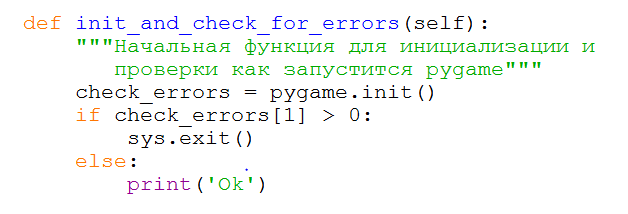 def init_and_check_for_errors(self):
    """Начальная функция для инициализации и
       проверки как запустится pygame"""
    check_errors = pygame.init()
    if check_errors[1] > 0:
        sys.exit()
    else:
        print('Ok')